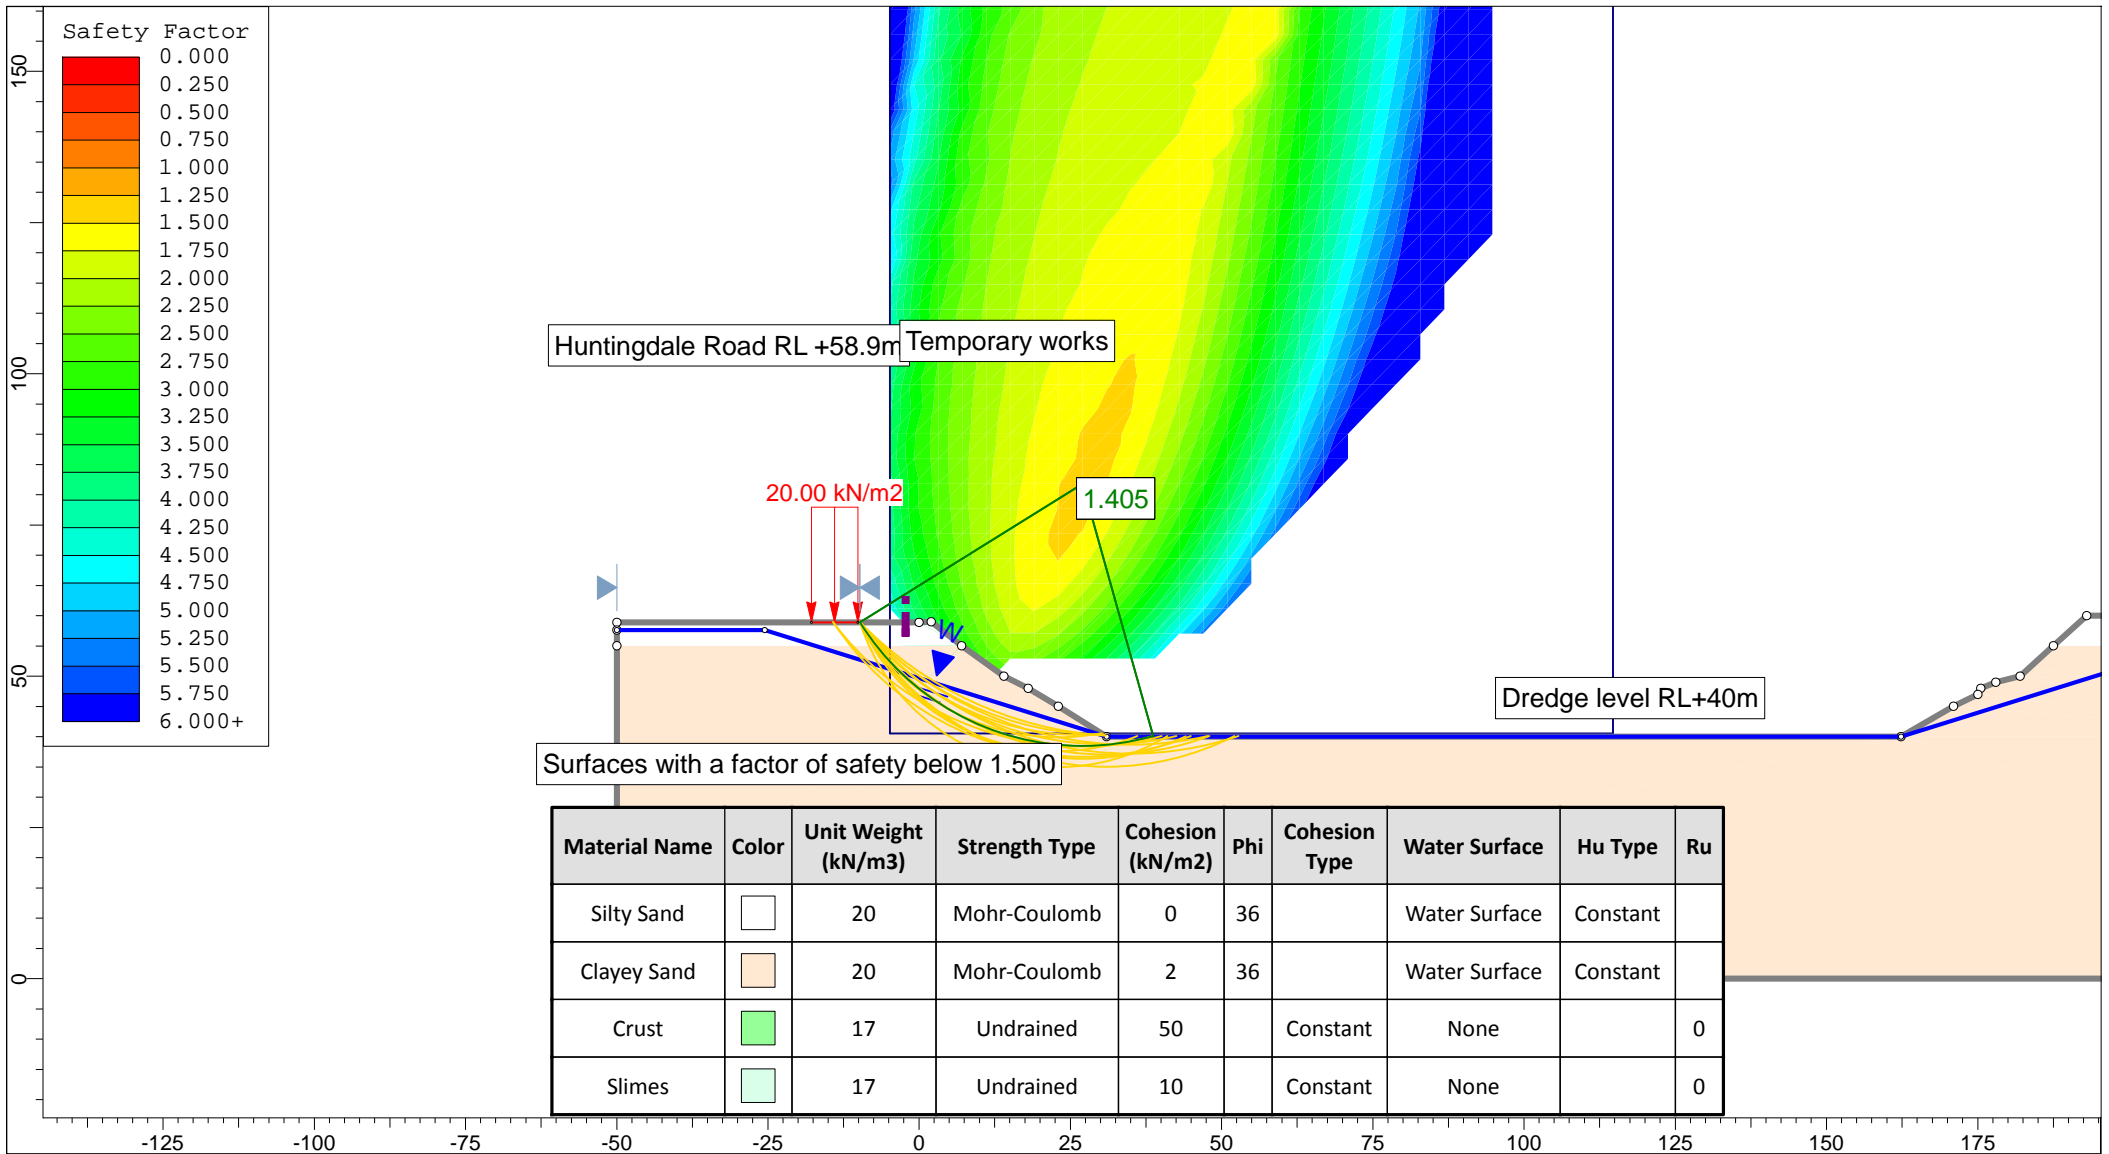 Safety Factor
0.000
0.250
0.500
0.750
1.000
1.250
1.500
1.750
2.000
2.250
2.500
2.750
3.000
3.250
3.500
3.750
4.000
4.250
4.500
4.750
5.000
5.250
5.500
5.750
6.000+
150
100
50
0
Huntingdale Road RL +58.9m
Temporary works
20.00 kN/m2
1.405
W
Dredge level RL+40m
Surfaces with a factor of safety below 1.500
Material Name Color Unit Weight (kN/m3) Strength Type Cohesion (kN/m2) Phi Cohesion Type Water Surface Hu Type Ru
Silty Sand 20 Mohr-Coulomb 0 36 Water Surface Constant
Clayey Sand 20 Mohr-Coulomb 2 36 Water Surface Constant
Crust 17 Undrained 50 Constant None 0
Slimes 17 Undrained 10 Constant None 0
-125 -100 -75 -50 -25 0 25 50 75 100 125 150 175